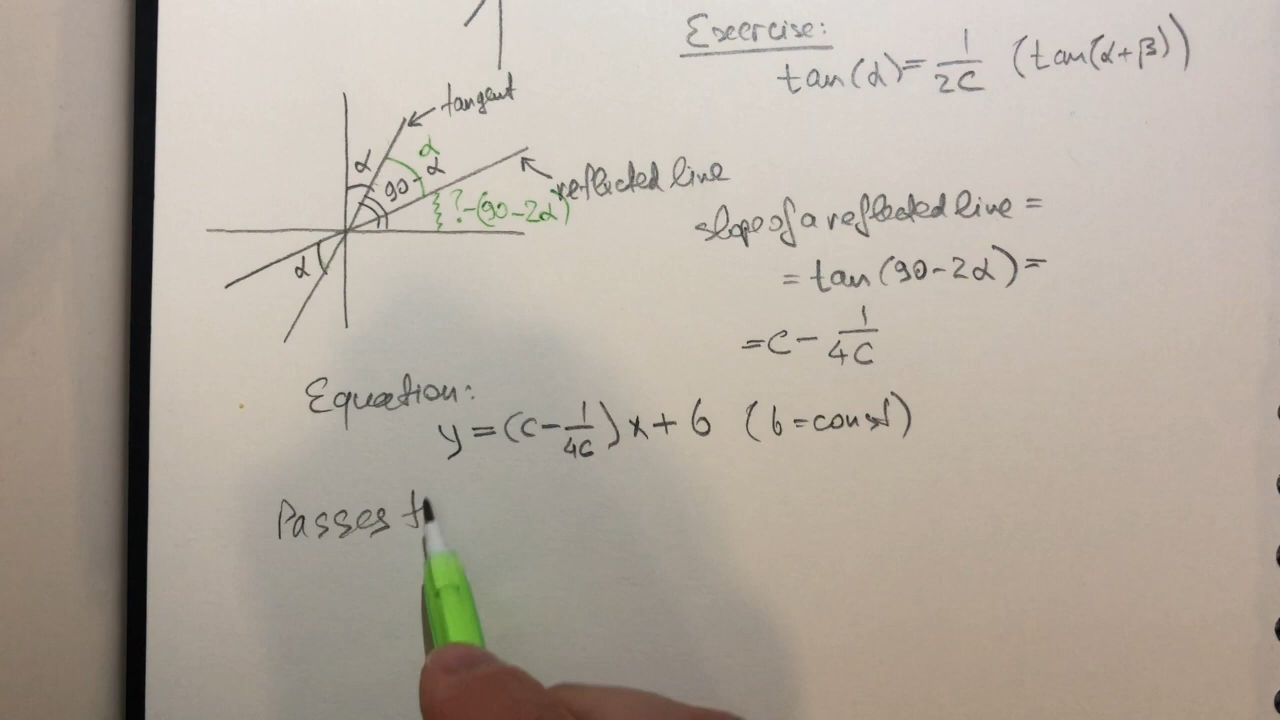 Exercise:
tan(α) = 1/2C (tan(α+β))
tangent
α
α
90-α
reflected line
?-(90-2α)
α
slope of a reflected line =
= tan(90-2α) =
= c - 1/4C
Equation:
y = (c - 1/4C)x + b (b = const)
Passes t